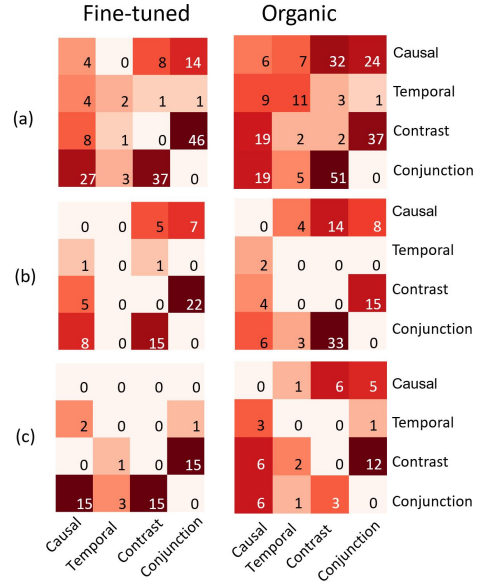 Fine-tuned Organic
4 0 8 14 6 7 32 24 Causal
4 2 1 1 9 11 3 1 Temporal
(a)
8 1 0 46 19 2 2 37 Contrast
27 3 37 0 19 5 51 0 Conjunction
0 0 5 7 0 4 14 8 Causal
1 0 1 0 2 0 0 0 Temporal
(b)
5 0 0 22 4 0 0 15 Contrast
8 0 15 0 6 3 33 0 Conjunction
0 0 0 0 0 1 6 5 Causal
2 0 0 1 3 0 0 1 Temporal
(c)
0 1 0 15 6 2 0 12 Contrast
15 3 15 0 6 1 3 0 Conjunction
Causal Temporal Contrast Conjunction Causal Temporal Contrast Conjunction